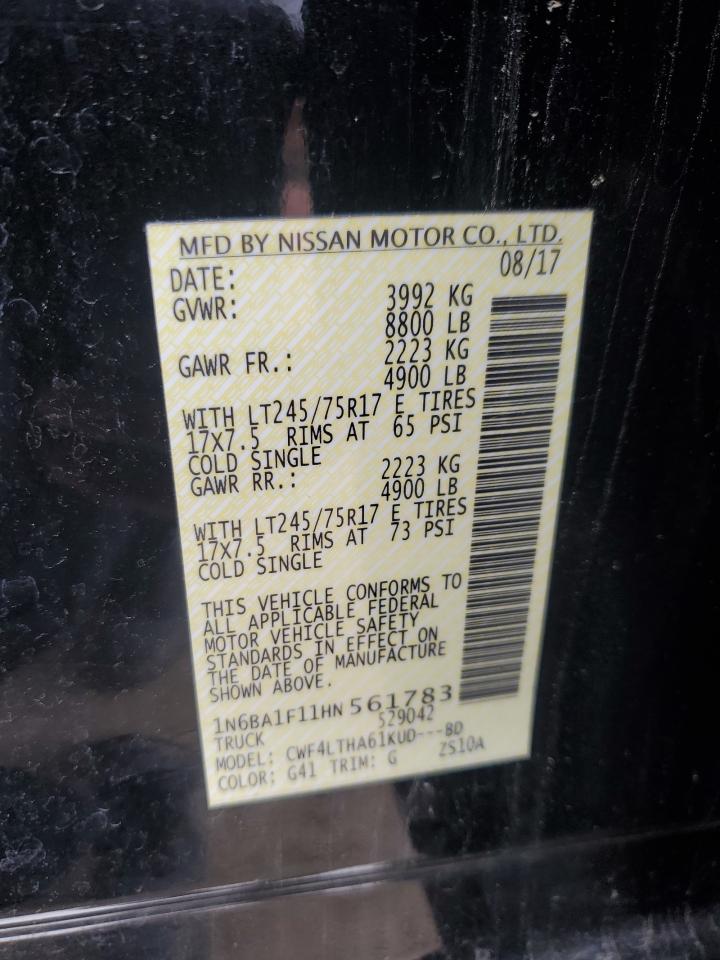 MFD BY NISSAN MOTOR CO., LTD.
DATE: 08/17
GVWR: 3992 KG
8800 LB
GAWR FR.: 2223 KG
4900 LB
WITH LT245/75R17 E TIRES
17X7.5 RIMS AT 65 PSI
COLD SINGLE
GAWR RR.: 2223 KG
4900 LB
WITH LT245/75R17 E TIRES
17X7.5 RIMS AT 73 PSI
COLD SINGLE
THIS VEHICLE CONFORMS TO
ALL APPLICABLE FEDERAL
MOTOR VEHICLE SAFETY
STANDARDS IN EFFECT ON
THE DATE OF MANUFACTURE
SHOWN ABOVE.
1N6BA1F11HN561783
TRUCK 529042
MODEL: CWF4LTHA61KUD---BD
COLOR: G41 TRIM: G ZS10A